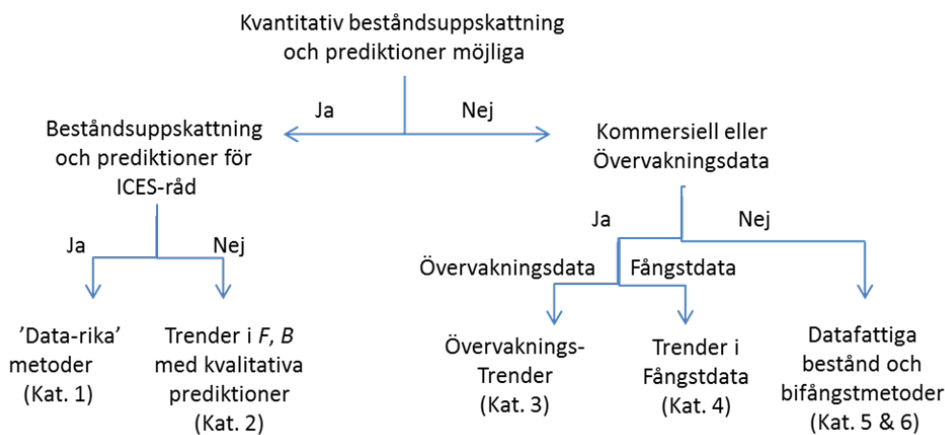 Kvantitativ beståndsuppskattning
och prediktioner möjliga
Ja
Nej
Beståndsuppskattning
och prediktioner för
ICES-råd
Kommersiell eller
Övervakningsdata
Ja
Nej
Ja
Nej
Övervakningsdata
Fångstdata
'Data-rika'
metoder
(Kat. 1)
Trender i F, B
med kvalitativa
prediktioner
(Kat. 2)
Övervaknings-
Trender
(Kat. 3)
Trender i
Fångstdata
(Kat. 4)
Datafattiga
bestånd och
bifångstmetoder
(Kat. 5 & 6)